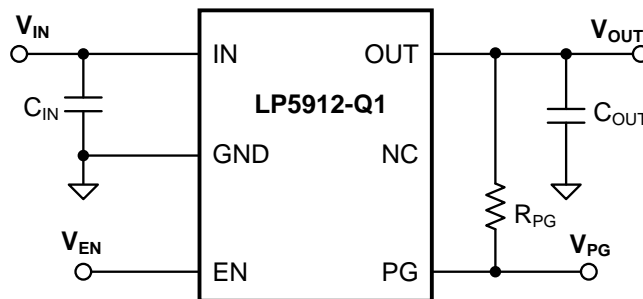 VIN
VOUT
IN
OUT
LP5912-Q1
CIN
COUT
GND
NC
RPG
VEN
VPG
EN
PG